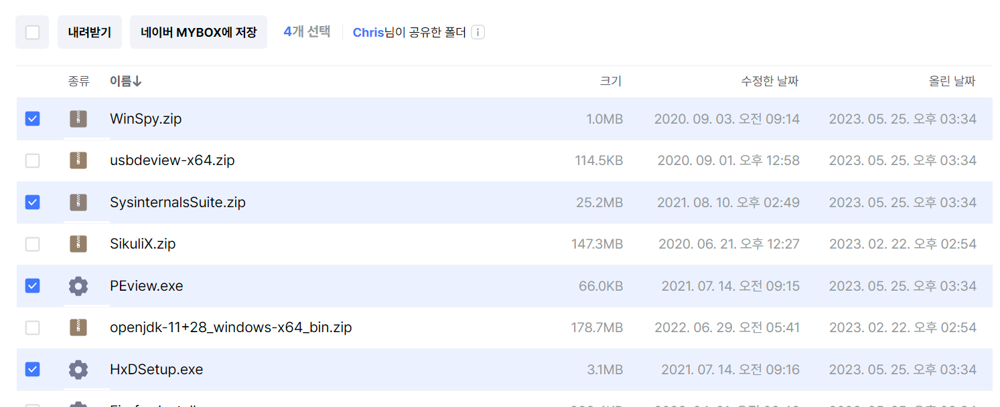 내려받기 네이버 MYBOX에 저장 4개 선택 Chris님이 공유한 폴더 i
종류 이름↓ 크기 수정한 날짜 올린 날짜
WinSpy.zip 1.0MB 2020. 09. 03. 오전 09:14 2023. 05. 25. 오후 03:34
usbdeview-x64.zip 114.5KB 2020. 09. 01. 오후 12:58 2023. 05. 25. 오후 03:34
SysinternalsSuite.zip 25.2MB 2021. 08. 10. 오후 02:49 2023. 05. 25. 오후 03:34
SikuliX.zip 147.3MB 2020. 06. 21. 오후 12:27 2023. 02. 22. 오후 02:54
PEview.exe 66.0KB 2021. 07. 14. 오전 09:15 2023. 05. 25. 오후 03:34
openjdk-11+28_windows-x64_bin.zip 178.7MB 2022. 06. 29. 오전 05:41 2023. 02. 22. 오후 02:54
HxDSetup.exe 3.1MB 2021. 07. 14. 오전 09:16 2023. 05. 25. 오후 03:34